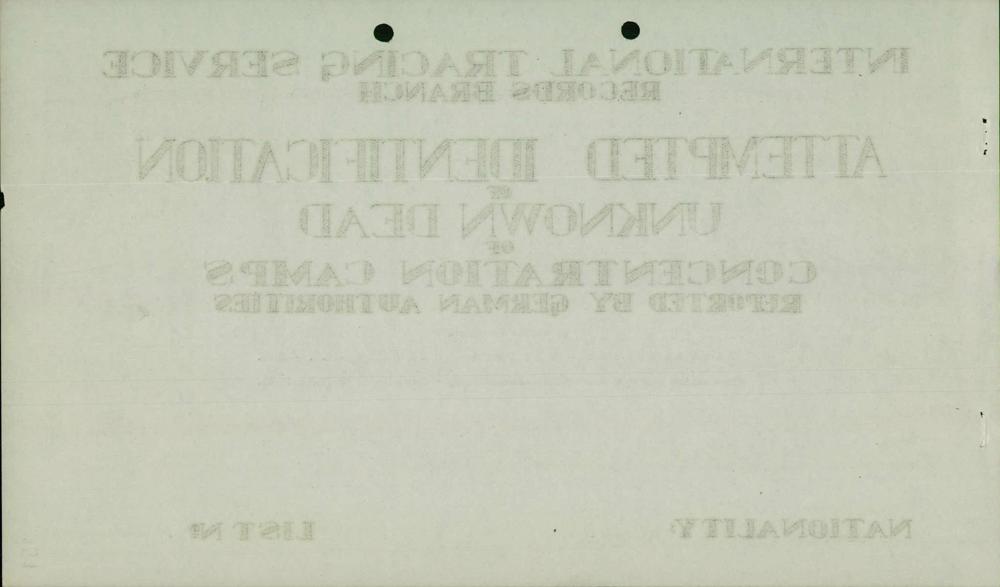 INTERNATIONAL TRACING SERVICE
RECORDS BRANCH
ATTEMPTED IDENTIFICATION
OF
UNKNOWN DEAD
OF
CONCENTRATION CAMPS
REPORTED BY GERMAN AUTHORITIES
NATIONALITY: LIST Nº